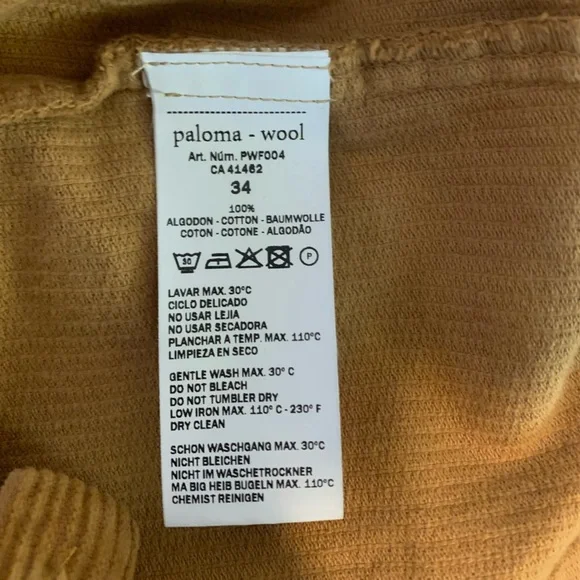 paloma - wool
Art. Núm. PWF004
CA 41462
34
100%
ALGODON - COTTON - BAUMWOLLE
COTON - COTONE - ALGODÃO
30
P
LAVAR MAX. 30°C
CICLO DELICADO
NO USAR LEJIA
NO USAR SECADORA
PLANCHAR A TEMP. MAX. 110°C
LIMPIEZA EN SECO
GENTLE WASH MAX. 30° C
DO NOT BLEACH
DO NOT TUMBLER DRY
LOW IRON MAX. 110° C - 230° F
DRY CLEAN
SCHON WASCHGANG MAX. 30°C
NICHT BLEICHEN
NICHT IM WASCHETROCKNER
MA BIG HEIB BUGELN MAX. 110°C
CHEMIST REINIGEN